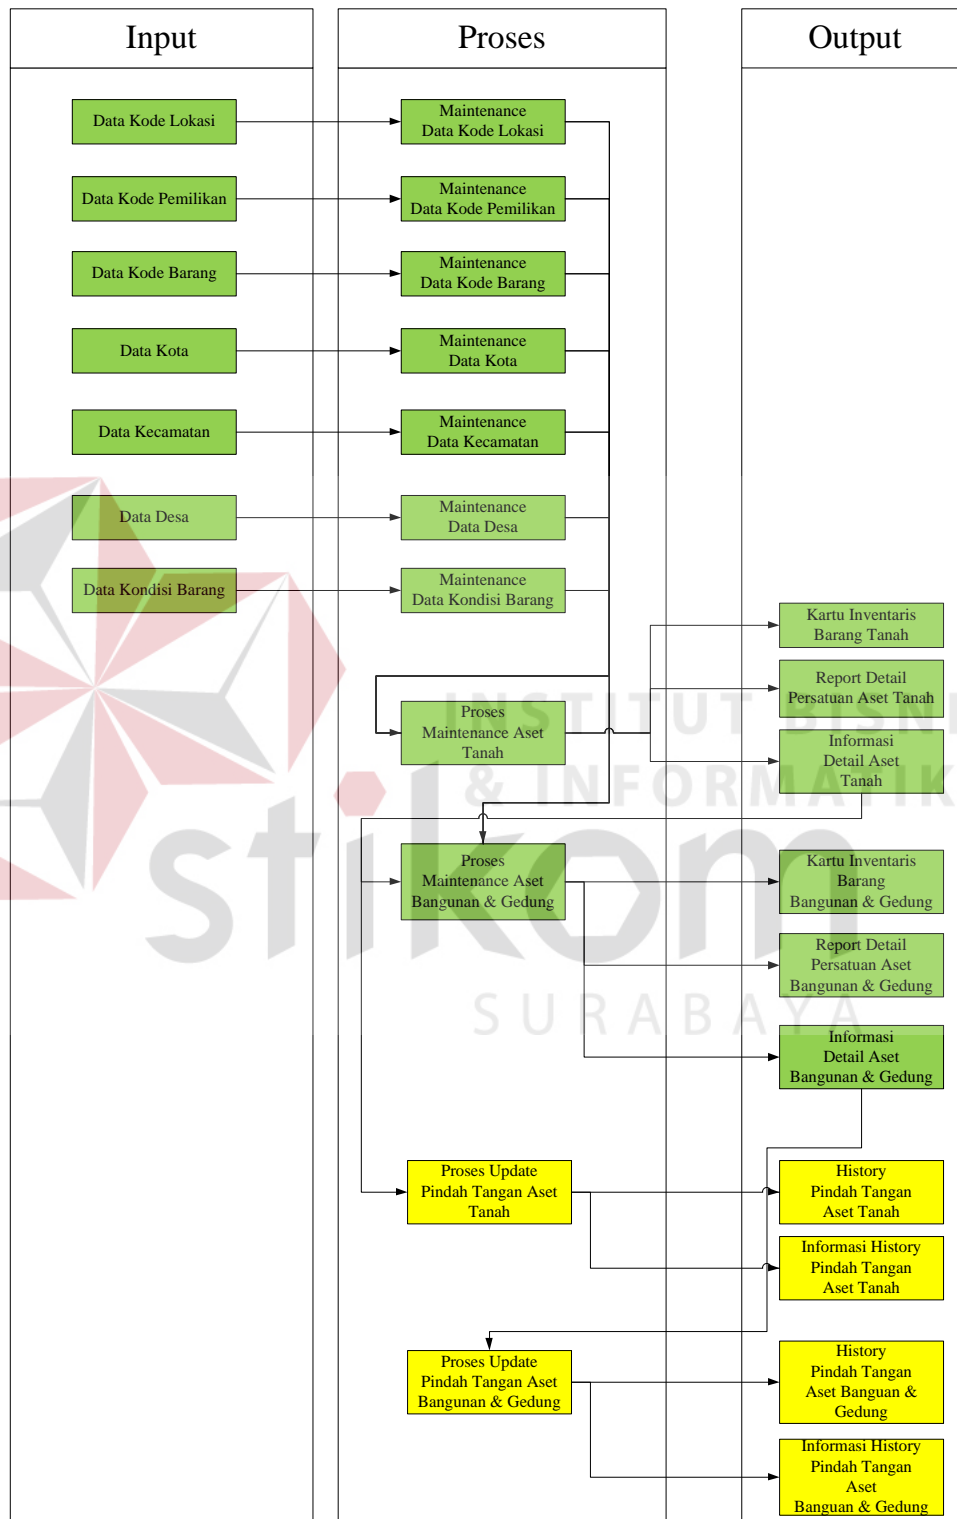 Input
Proses
Output
Data Kode Lokasi
Maintenance
Data Kode Lokasi
Data Kode Pemilikan
Maintenance
Data Kode Pemilikan
Data Kode Barang
Maintenance
Data Kode Barang
Data Kota
Maintenance
Data Kota
Data Kecamatan
Maintenance
Data Kecamatan
Data Desa
Maintenance
Data Desa
Data Kondisi Barang
Maintenance
Data Kondisi Barang
Kartu Inventaris
Barang Tanah
Report Detail
Persatuan Aset Tanah
INSTITUT BISNI
Proses
Maintenance Aset
Tanah
Informasi
Detail Aset
Tanah
& INFORMATIK
stikom
Proses
Maintenance Aset
Bangunan & Gedung
Kartu Inventaris
Barang
Bangunan & Gedung
Report Detail
Persatuan Aset
Bangunan & Gedung
SURABAYA
Informasi
Detail Aset
Bangunan & Gedung
Proses Update
Pindah Tangan Aset
Tanah
History
Pindah Tangan
Aset Tanah
Informasi History
Pindah Tangan
Aset Tanah
Proses Update
Pindah Tangan Aset
Bangunan & Gedung
History
Pindah Tangan
Aset Banguan &
Gedung
Informasi History
Pindah Tangan
Aset
Banguan & Gedung